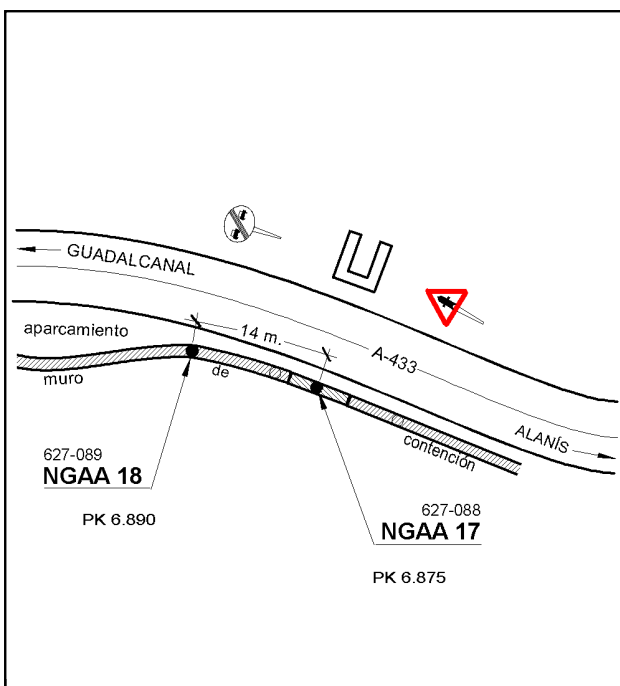 GUADALCANAL
aparcamiento
14 m.
A-433
muro
de
contención
ALANÍS
627-089
NGAA 18
PK 6.890
627-088
NGAA 17
PK 6.875